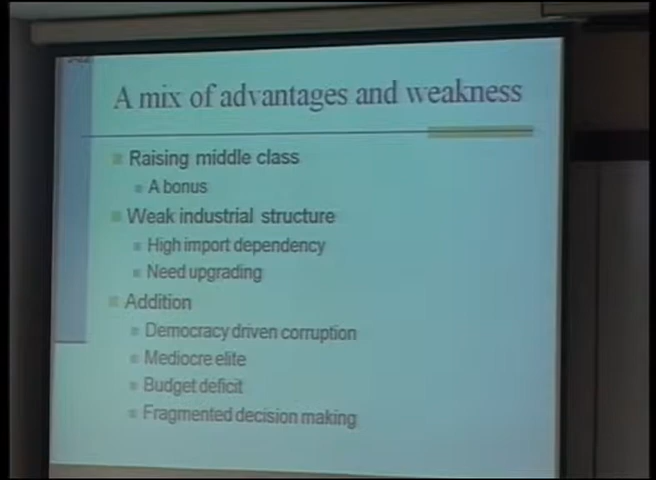 A mix of advantages and weakness
Raising middle class
A bonus
Weak industrial structure
High import dependency
Need upgrading
Addition
Democracy driven corruption
Mediocre elite
Budget deficit
Fragmented decision making